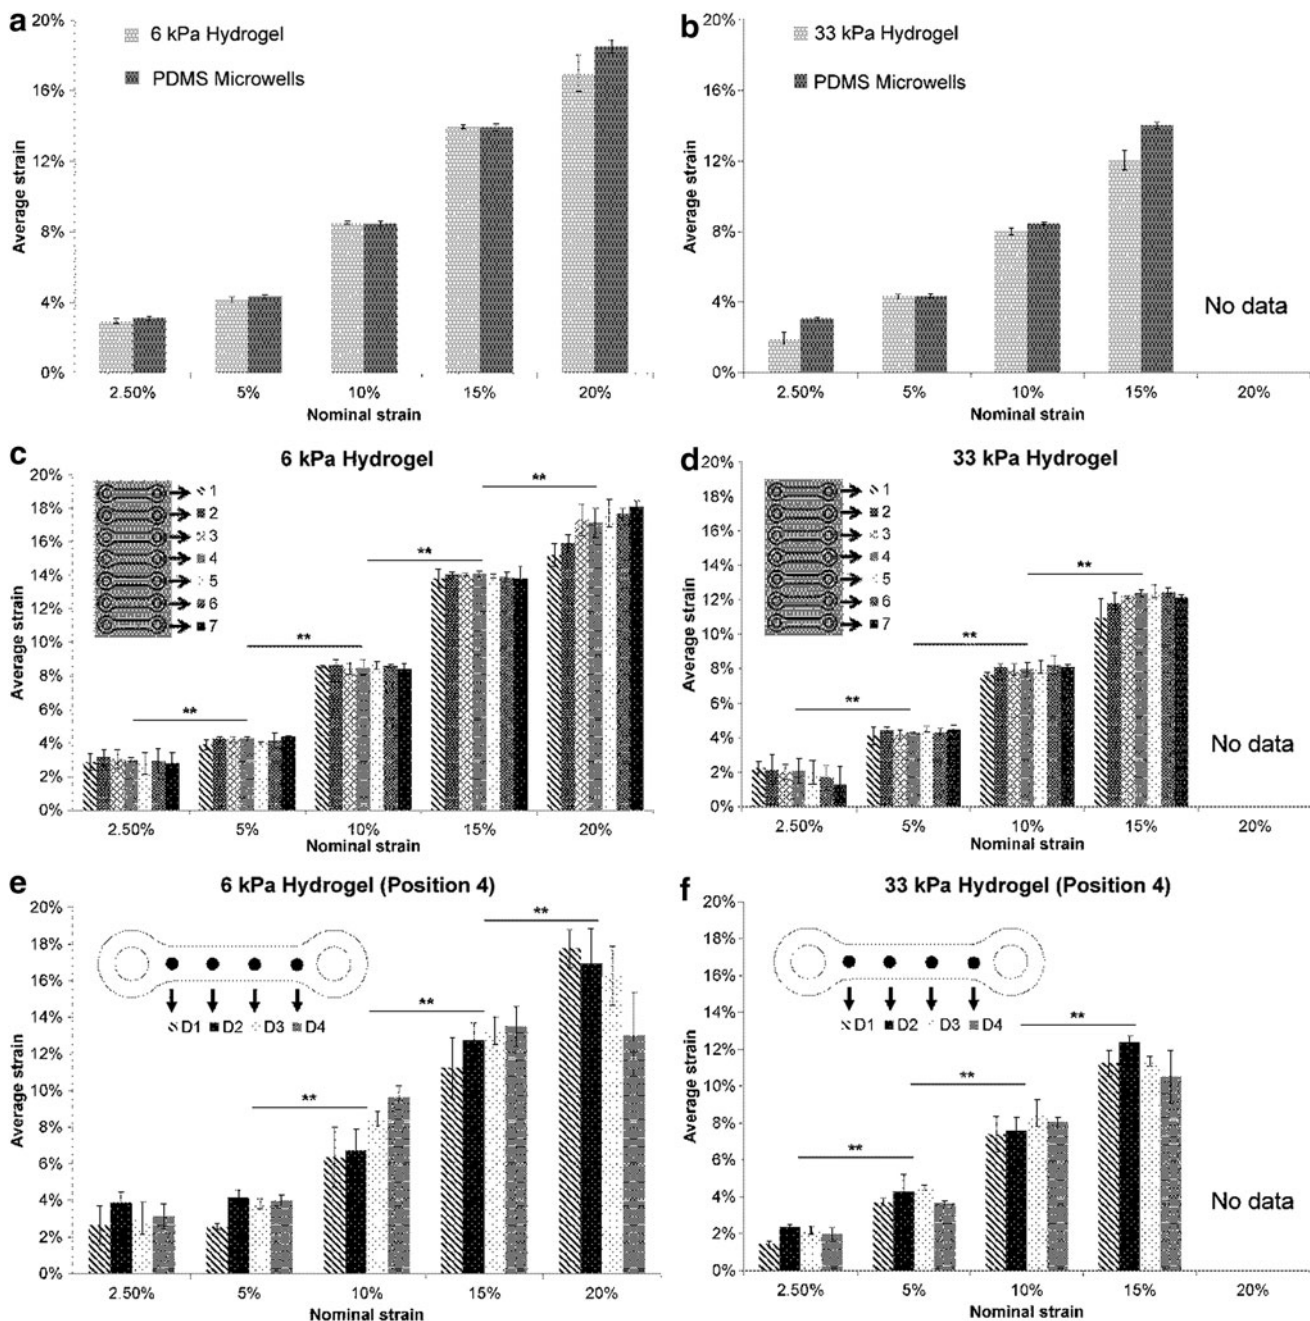 a
20%
16%
12%
8%
4%
0%
Average strain
6 kPa Hydrogel
PDMS Microwells
2.50% 5% 10% 15% 20%
Nominal strain
b
20%
16%
12%
8%
4%
0%
Average strain
33 kPa Hydrogel
PDMS Microwells
No data
2.50% 5% 10% 15% 20%
Nominal strain
c
6 kPa Hydrogel
20%
18%
16%
14%
12%
10%
8%
6%
4%
2%
0%
Average strain
1
2
3
4
5
6
7
** ** ** **
2.50% 5% 10% 15% 20%
Nominal strain
d
33 kPa Hydrogel
20%
18%
16%
14%
12%
10%
8%
6%
4%
2%
0%
Average strain
1
2
3
4
5
6
7
** ** **
No data
2.50% 5% 10% 15% 20%
Nominal strain
e
6 kPa Hydrogel (Position 4)
20%
18%
16%
14%
12%
10%
8%
6%
4%
2%
0%
Average strain
D1 D2 D3 D4
** ** **
2.50% 5% 10% 15% 20%
Nominal strain
f
33 kPa Hydrogel (Position 4)
20%
18%
16%
14%
12%
10%
8%
6%
4%
2%
0%
Average strain
D1 D2 D3 D4
** ** **
No data
2.50% 5% 10% 15% 20%
Nominal strain